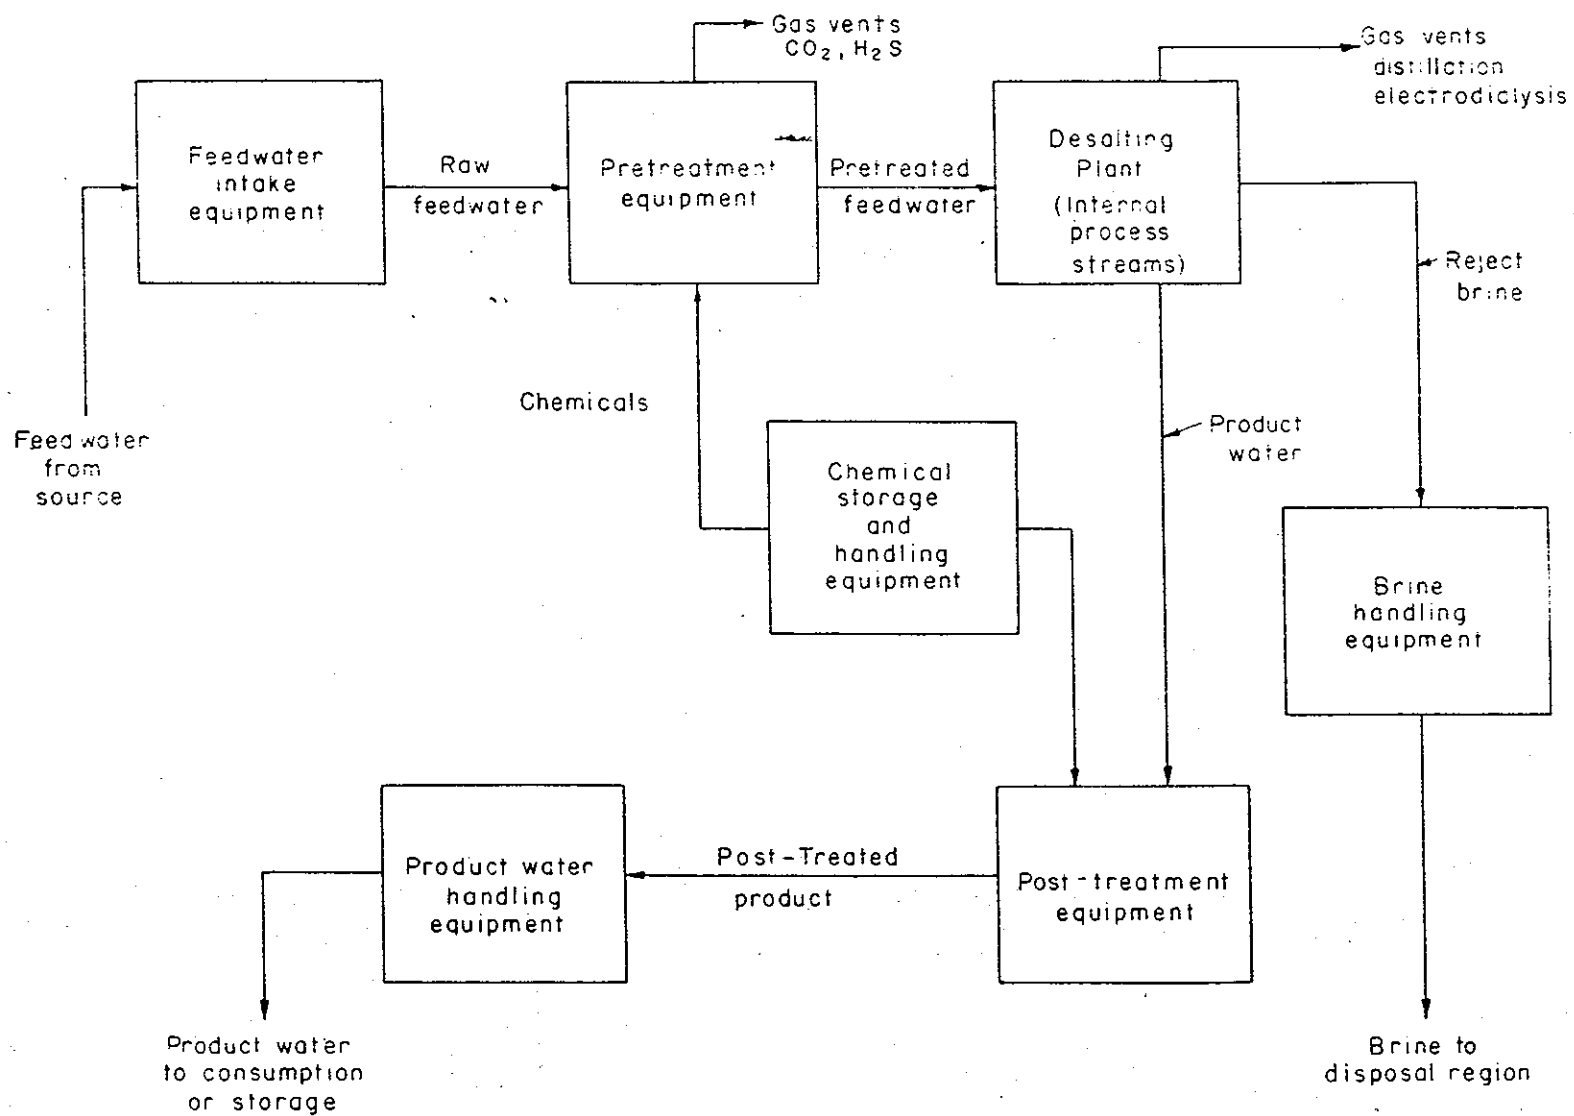 Gas vents
CO2, H2S
Gas vents
distillation
electrodialysis
Feedwater
intake
equipment
Raw
feedwater
Pretreatment
equipment
Pretreated
feedwater
Desalting
Plant
(Internal
process
streams)
Reject
brine
Feedwater
from
source
Chemicals
Chemical
storage
and
handling
equipment
Product
water
Brine
handling
equipment
Product water
handling
equipment
Post-Treated
product
Post-treatment
equipment
Product water
to consumption
or storage
Brine to
disposal region